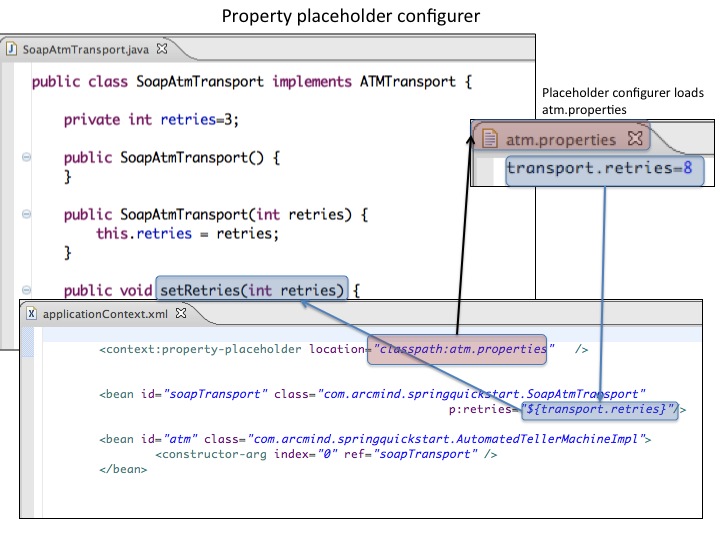 Property placeholder configurer
SoapAtmTransport.java
public class SoapAtmTransport implements ATMTransport {
private int retries=3;
public SoapAtmTransport() {
}
public SoapAtmTransport(int retries) {
this.retries = retries;
}
public void setRetries(int retries) {
Placeholder configurer loads
atm.properties
atm.properties
transport.retries=8
applicationContext.xml
<context:property-placeholder location="classpath:atm.properties" />
<bean id="soapTransport" class="com.arcmind.springquickstart.SoapAtmTransport"
p:retries="${transport.retries}"/>
<bean id="atm" class="com.arcmind.springquickstart.AutomatedTellerMachineImpl">
<constructor-arg index="0" ref="soapTransport" />
</bean>